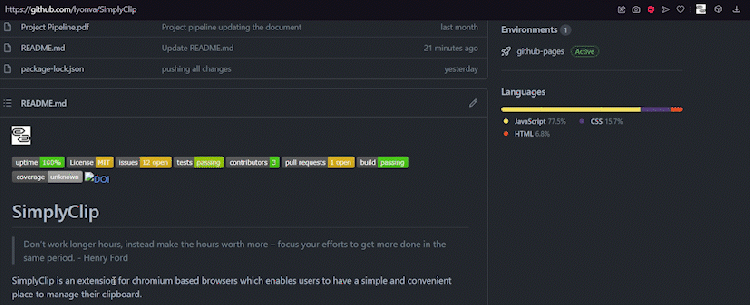 https://github.com/lyonva/SimplyClip
Project Pipeline.pdf Project pipeline updating the document last month
README.md Update README.md 21 minutes ago
package-lock.json pushing all changes yesterday
README.md
uptime 100% License MIT issues 12 open tests passing contributors 5 pull requests 1 open build passing
coverage unknown DOI
SimplyClip
Don't work longer hours, instead make the hours worth more – focus your efforts to get more done in the
same period. - Henry Ford
SimplyClip is an extension for chromium based browsers which enables users to have a simple and convenient
place to manage their clipboard.
Environments 1
github-pages Active
Languages
JavaScript 77.5% CSS 15.7%
HTML 6.8%